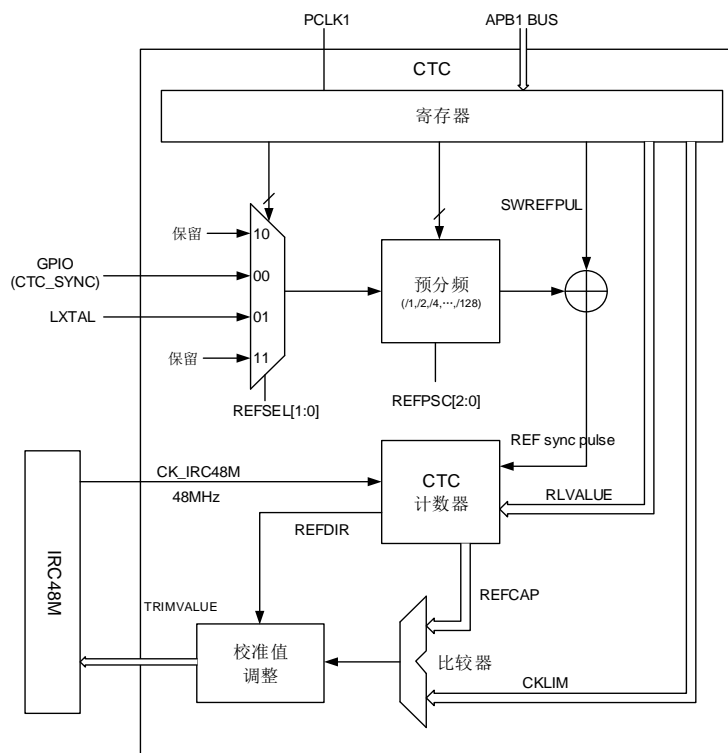 PCLK1
APB1 BUS
CTC
寄存器
SWREFPUL
保留
10
GPIO
(CTC_SYNC)
00
预分频
(/1,/2,/4,···,/128)
LXTAL
01
保留
11
REFSEL[1:0]
REFPSC[2:0]
REF sync pulse
CK_IRC48M
48MHz
CTC
计数器
RLVALUE
REFDIR
IRC48M
REFCAP
TRIMVALUE
校准值
调整
比较器
CKLIM